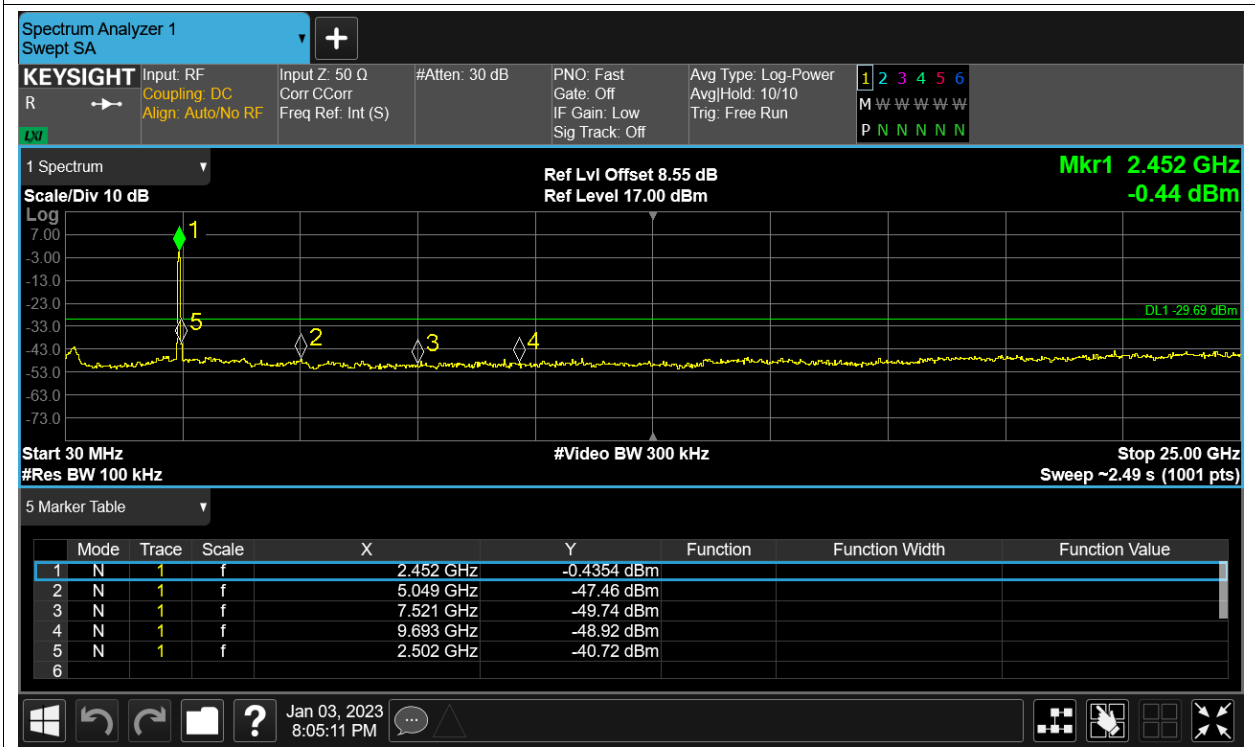 Spectrum Analyzer 1
Swept SA
KEYSIGHT
R
LXI
Input: RF
Coupling: DC
Align: Auto/No RF
Input Z: 50 Ω
Corr CCorr
Freq Ref: Int (S)
#Atten: 30 dB
PNO: Fast
Gate: Off
IF Gain: Low
Sig Track: Off
Avg Type: Log-Power
Avg|Hold: 10/10
Trig: Free Run
1 2 3 4 5 6
M W W W W W
P N N N N N
1 Spectrum
Scale/Div 10 dB
Ref Lvl Offset 8.55 dB
Ref Level 17.00 dBm
Mkr1 2.452 GHz
-0.44 dBm
Log
7.00
-3.00
-13.0
-23.0
-33.0
-43.0
-53.0
-63.0
-73.0
1
5
2
3
4
DL1 -29.69 dBm
Start 30 MHz
#Video BW 300 kHz
Stop 25.00 GHz
#Res BW 100 kHz
Sweep ~2.49 s (1001 pts)
5 Marker Table
Mode Trace Scale X Y Function Function Width Function Value
1 N 1 f 2.452 GHz -0.4354 dBm
2 N 1 f 5.049 GHz -47.46 dBm
3 N 1 f 7.521 GHz -49.74 dBm
4 N 1 f 9.693 GHz -48.92 dBm
5 N 1 f 2.502 GHz -40.72 dBm
6
?
Jan 03, 2023
8:05:11 PM